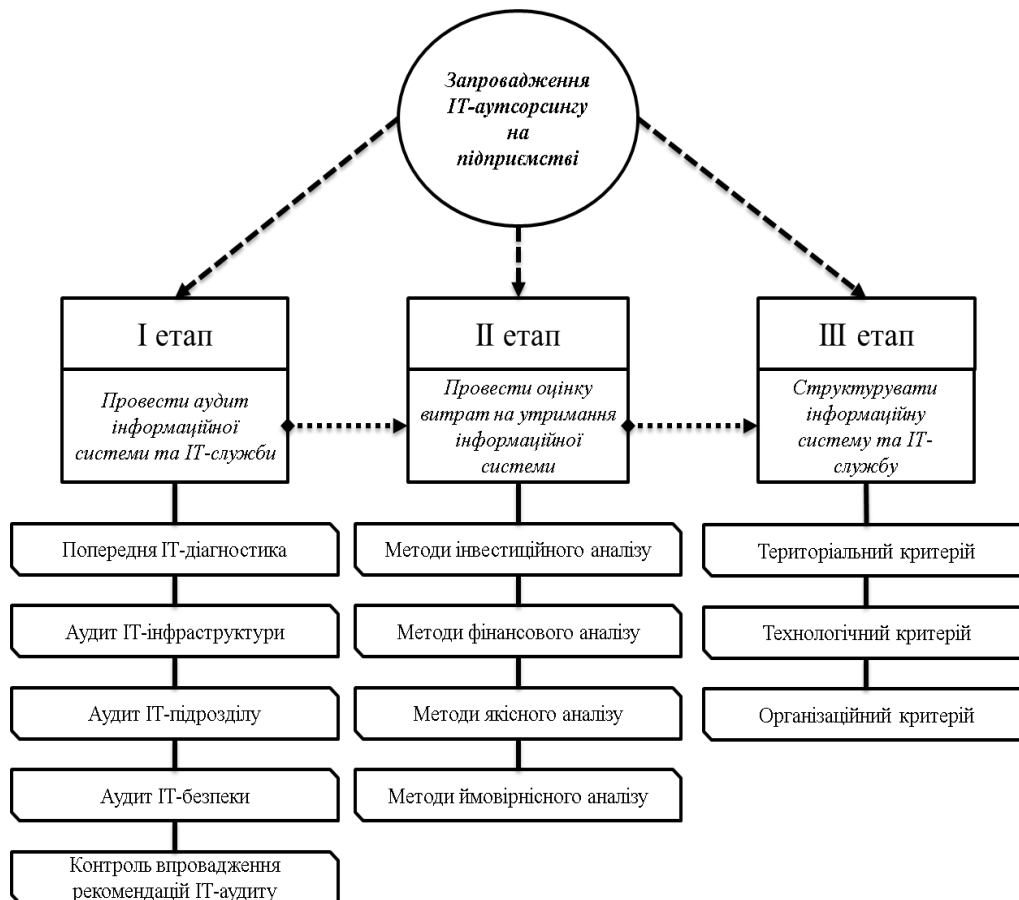 Запровадження
ІТ-аутсорсингу
на
підприємстві
І етап
Провести аудит
інформаційної
системи та ІТ-служби
Попередня ІТ-діагностика
Аудит ІТ-інфраструктури
Аудит ІТ-підрозділу
Аудит ІТ-безпеки
Контроль впровадження
рекомендацій ІТ-аудиту
ІІ етап
Провести оцінку
витрат на утримання
інформаційної
системи
Методи інвестиційного аналізу
Методи фінансового аналізу
Методи якісного аналізу
Методи ймовірнісного аналізу
ІІІ етап
Структурувати
інформаційну
систему та ІТ-
службу
Територіальний критерій
Технологічний критерій
Організаційний критерій